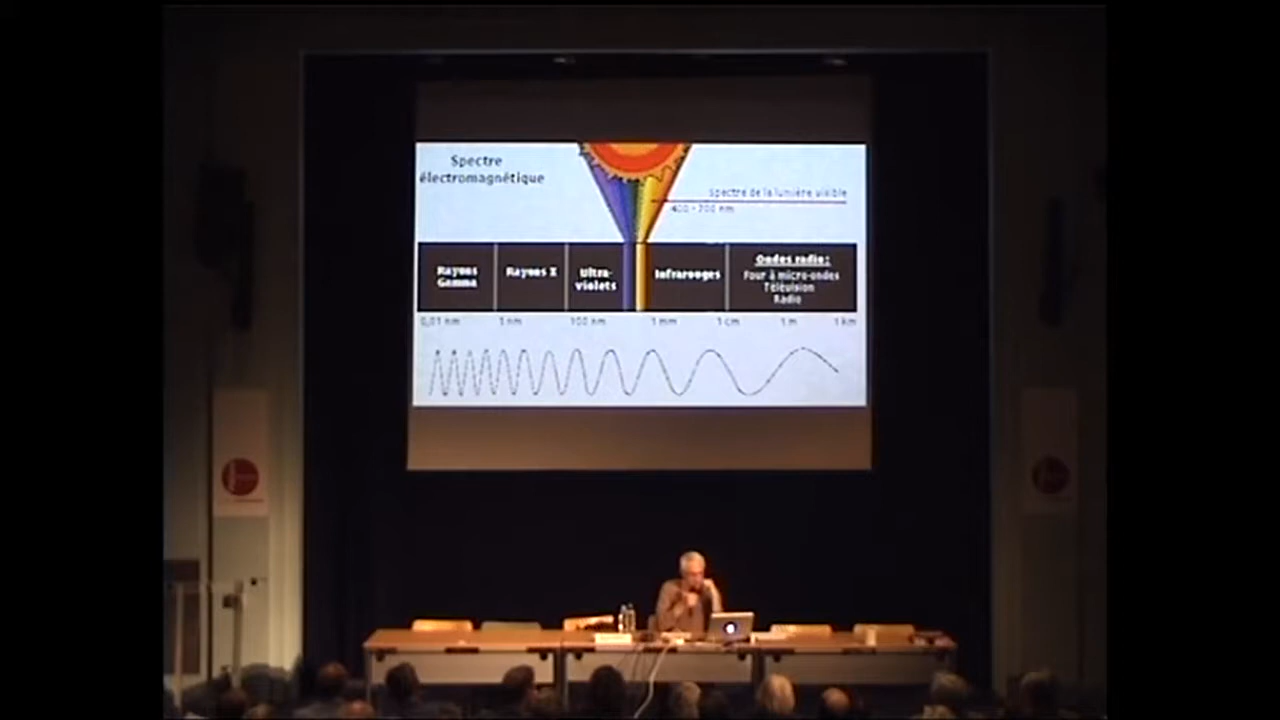 Spectre
électromagnétique
Spectre de la lumière visible
400 - 700 nm
Rayons
Gamma
Rayons X
Ultra-
violets
Infrarouges
Ondes radio:
Four à micro-ondes
Télévision
Radio
0,01 nm
1 nm
100 nm
1 mm
1 cm
1 m
1 km